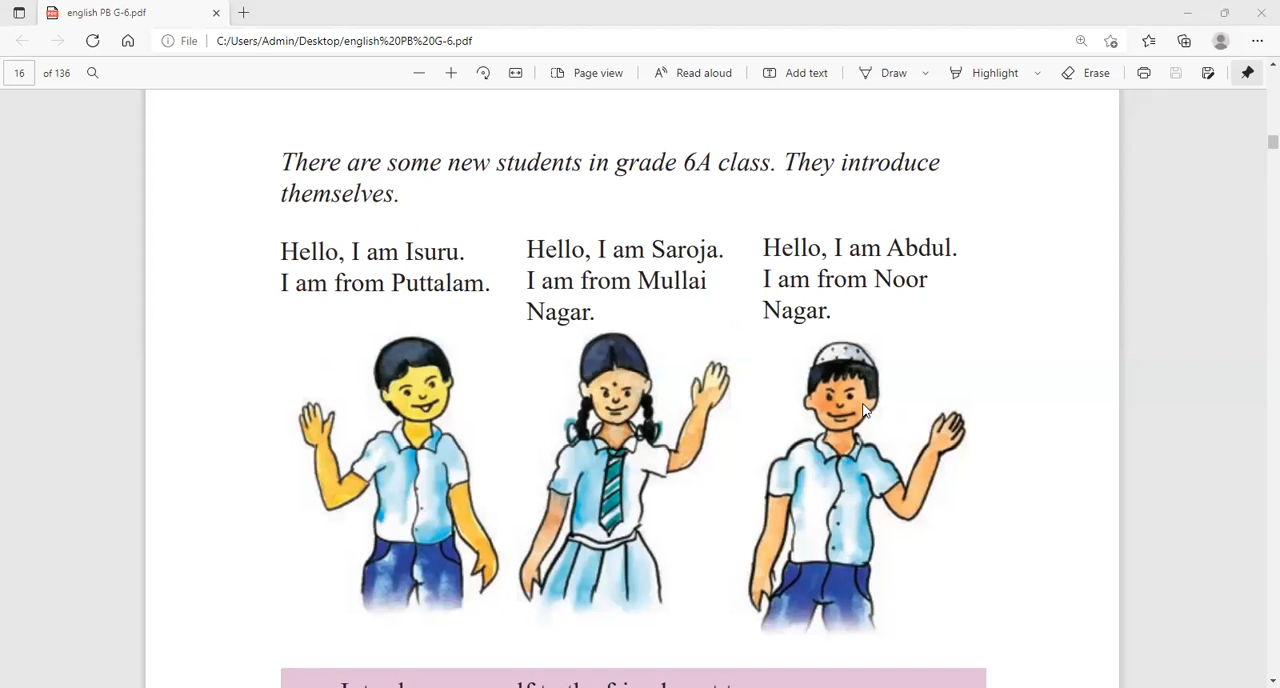 english PB G-6.pdf
File
C:/Users/Admin/Desktop/english%20PB%20G-6.pdf
16 of 136
Page view
Read aloud
Add text
Draw
Highlight
Erase
There are some new students in grade 6A class. They introduce
themselves.
Hello, I am Isuru.
I am from Puttalam.
Hello, I am Saroja.
I am from Mullai
Nagar.
Hello, I am Abdul.
I am from Noor
Nagar.